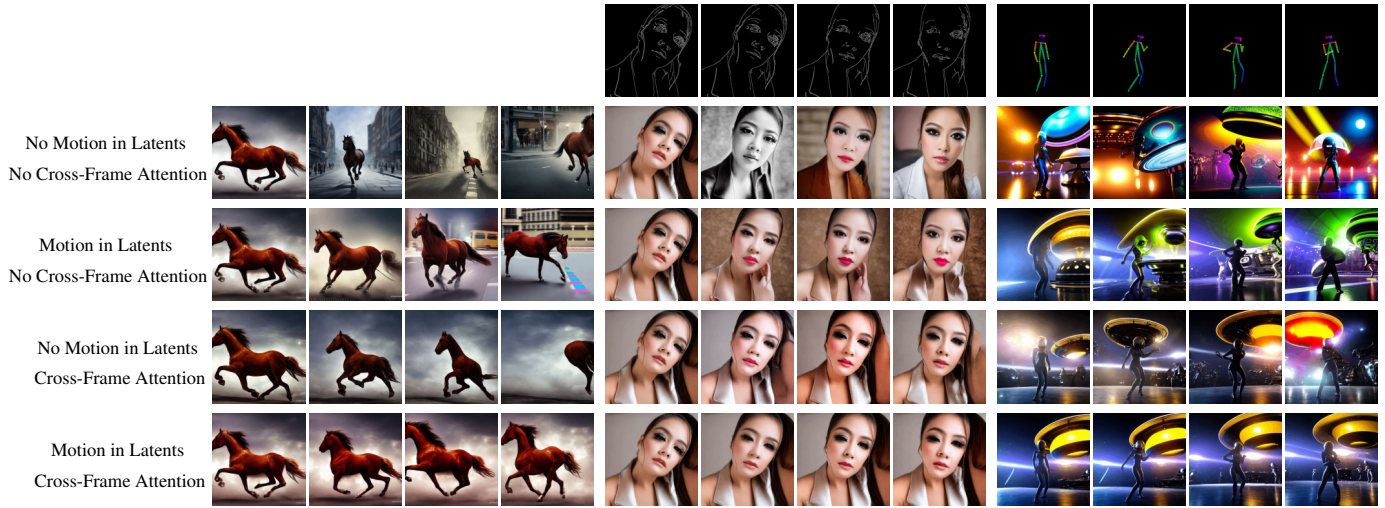 No Motion in Latents
No Cross-Frame Attention
Motion in Latents
No Cross-Frame Attention
No Motion in Latents
Cross-Frame Attention
Motion in Latents
Cross-Frame Attention